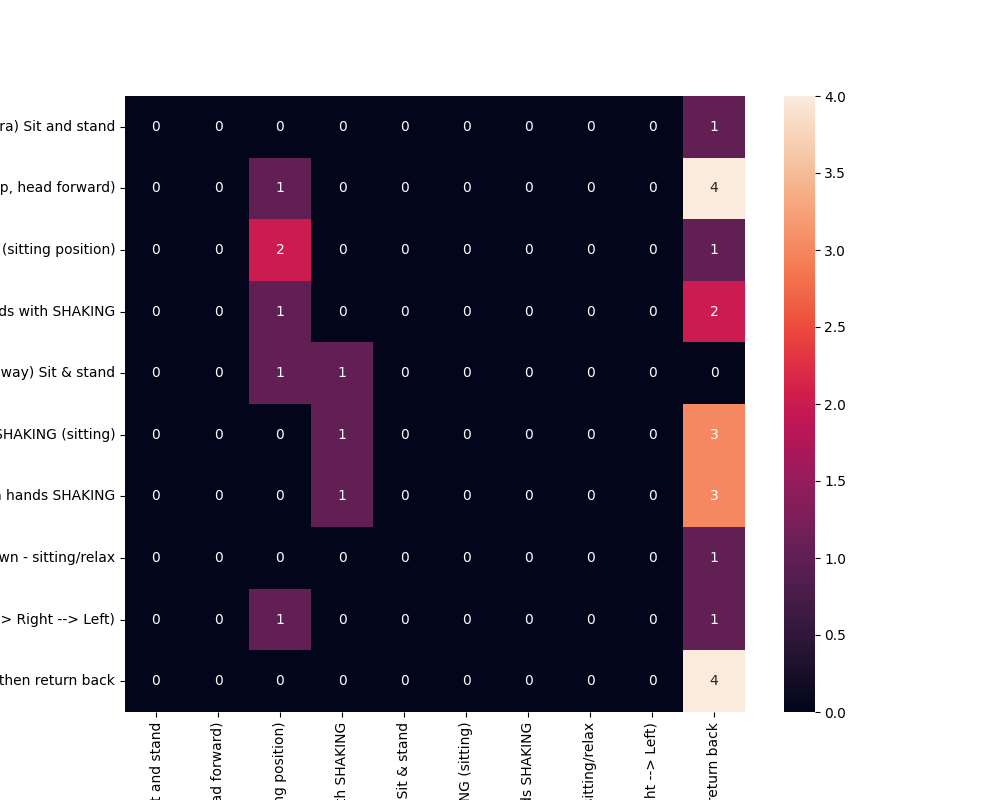 ra) Sit and stand 0 0 0 0 0 0 0 0 0 1
p, head forward) 0 0 1 0 0 0 0 0 0 4
(sitting position) 0 0 2 0 0 0 0 0 0 1
ds with SHAKING 0 0 1 0 0 0 0 0 0 2
way) Sit & stand 0 0 1 1 0 0 0 0 0 0
SHAKING (sitting) 0 0 0 1 0 0 0 0 0 3
hands SHAKING 0 0 0 1 0 0 0 0 0 3
wn - sitting/relax 0 0 0 0 0 0 0 0 0 1
> Right --> Left) 0 0 1 0 0 0 0 0 0 1
then return back 0 0 0 0 0 0 0 0 0 4
t and stand
ad forward)
ng position)
th SHAKING
Sit & stand
NG (sitting)
ds SHAKING
sitting/relax
ht --> Left)
return back
4.0
3.5
3.0
2.5
2.0
1.5
1.0
0.5
0.0